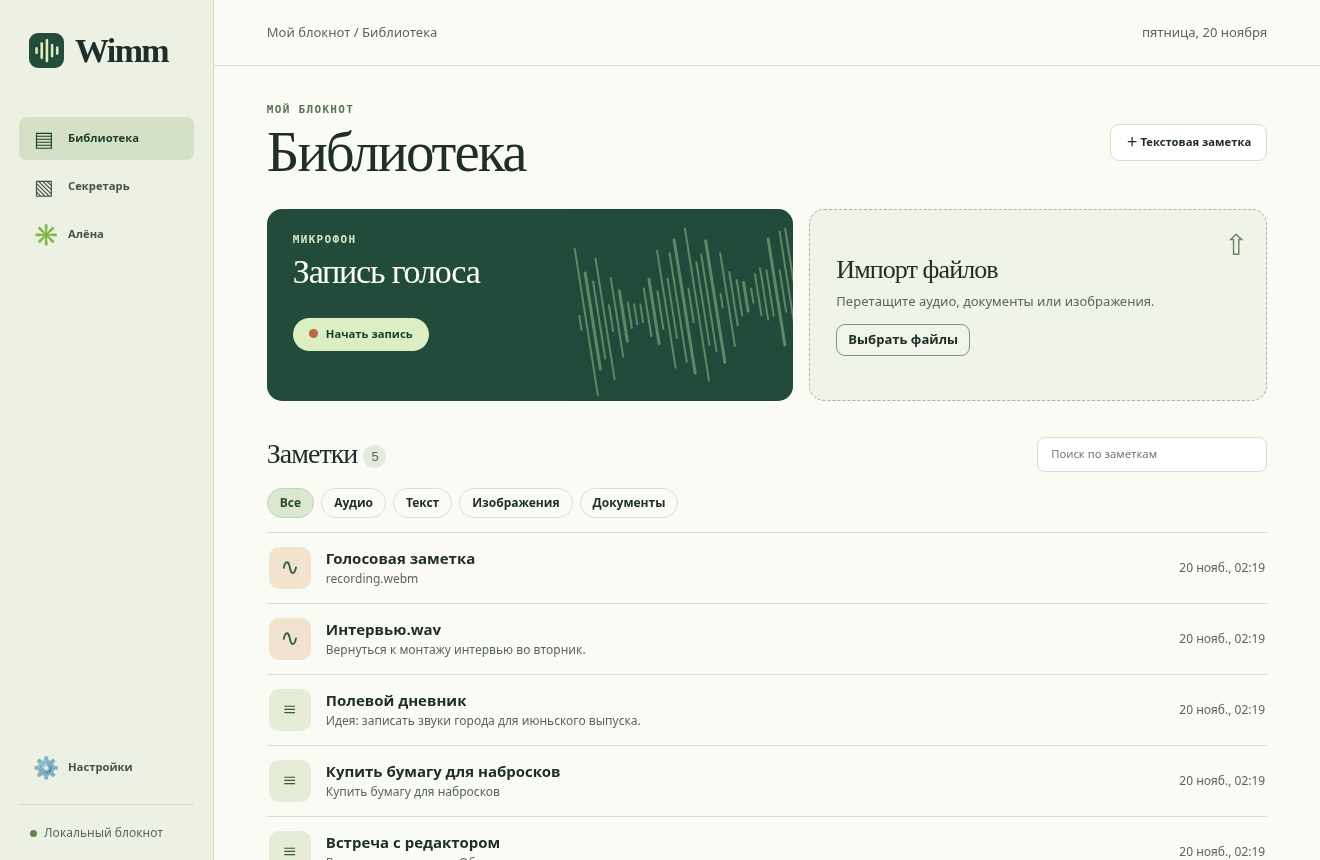 Wimm
Библиотека
Секретарь
Алёна
Настройки
Локальный блокнот
Мой блокнот / Библиотека
пятница, 20 ноября
МОЙ БЛОКНОТ
Библиотека
+ Текстовая заметка
МИКРОФОН
Запись голоса
Начать запись
Импорт файлов
Перетащите аудио, документы или изображения.
Выбрать файлы
Заметки 5
Поиск по заметкам
Все Аудио Текст Изображения Документы
Голосовая заметка
recording.webm
20 нояб., 02:19
Интервью.wav
Вернуться к монтажу интервью во вторник.
20 нояб., 02:19
Полевой дневник
Идея: записать звуки города для июньского выпуска.
20 нояб., 02:19
Купить бумагу для набросков
Купить бумагу для набросков
20 нояб., 02:19
Встреча с редактором
20 нояб., 02:19